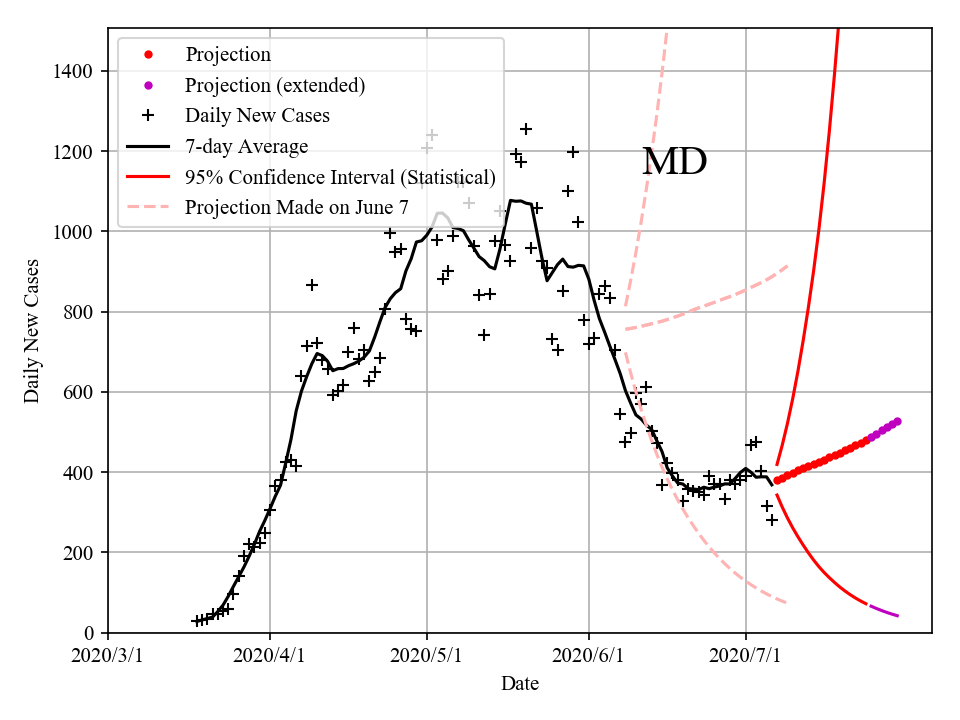 1400
1200
1000
800
600
400
200
0
Daily New Cases
Projection
Projection (extended)
Daily New Cases
7-day Average
95% Confidence Interval (Statistical)
Projection Made on June 7
MD
2020/3/1 2020/4/1 2020/5/1 2020/6/1 2020/7/1
Date